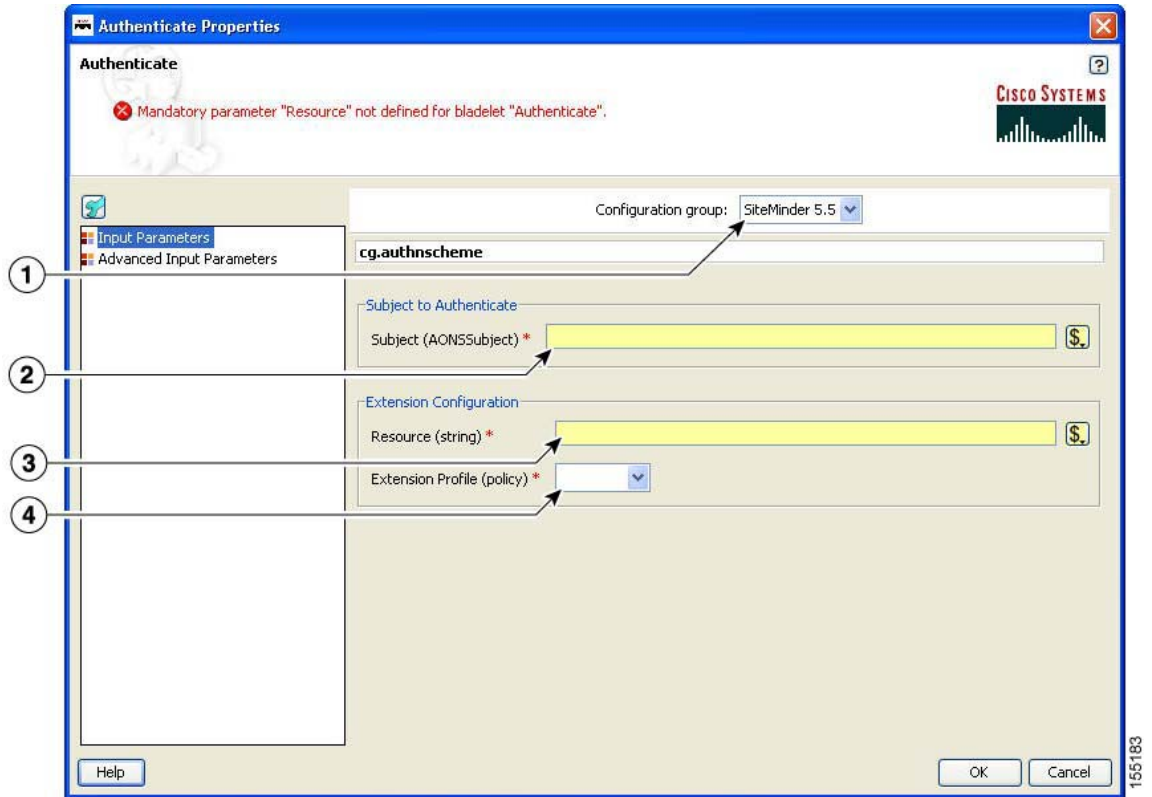 Authenticate Properties
Authenticate
?
Mandatory parameter "Resource" not defined for bladelet "Authenticate".
CISCO SYSTEMS
Configuration group: SiteMinder 5.5
Input Parameters
Advanced Input Parameters
cg.authnscheme
1
Subject to Authenticate
Subject (AONSSubject) *
$
2
Extension Configuration
Resource (string) *
$
3
Extension Profile (policy) *
4
Help
OK
Cancel
155183